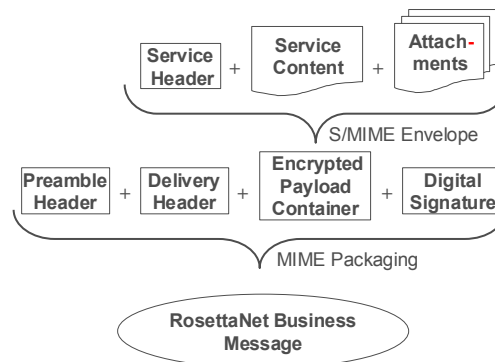 Service
Header
+
Service
Content
+
Attach-
ments
S/MIME Envelope
Preamble
Header
+
Delivery
Header
+
Encrypted
Payload
Container
+
Digital
Signature
MIME Packaging
RosettaNet Business
Message